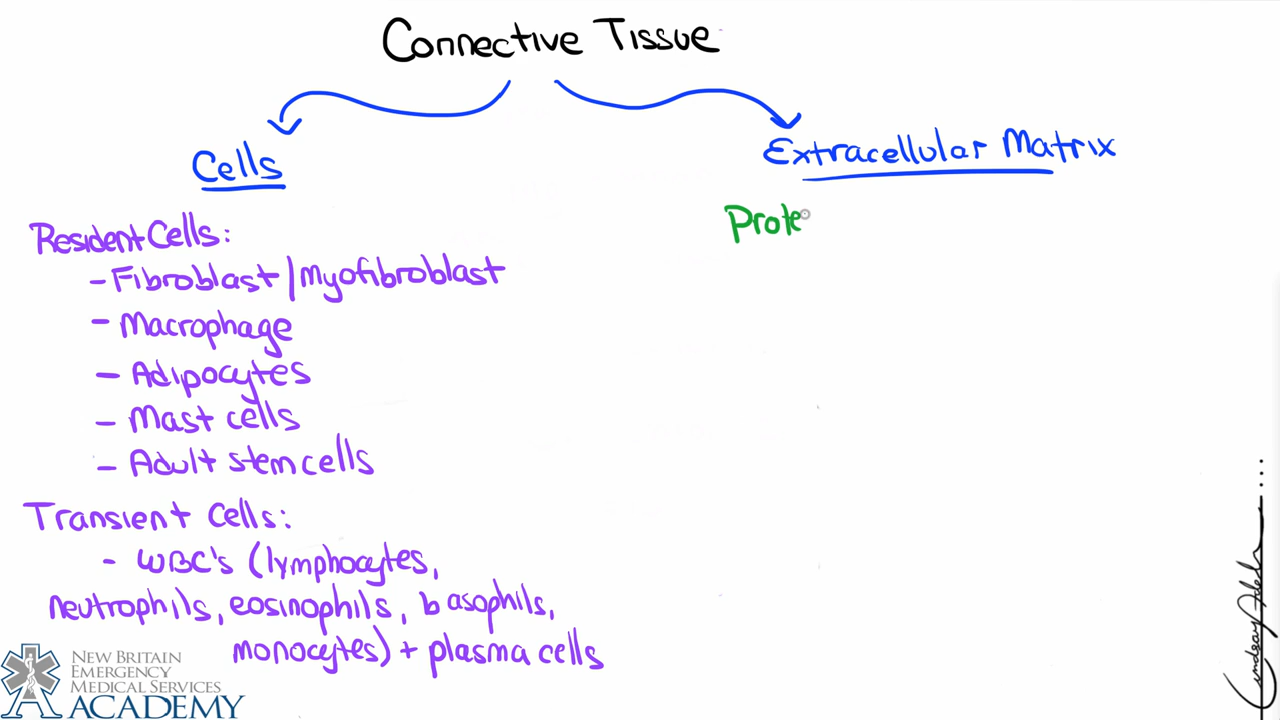 Connective Tissue
Cells
Extracellular Matrix
Resident Cells:
- Fibroblast/Myofibroblast
- Macrophage
- Adipocytes
- Mast cells
- Adult stem cells
Transient Cells:
- WBC's (lymphocytes,
neutrophils, eosinophils, basophils,
monocytes) + plasma cells
Prote
NEW BRITAIN
EMERGENCY
MEDICAL SERVICES
ACADEMY